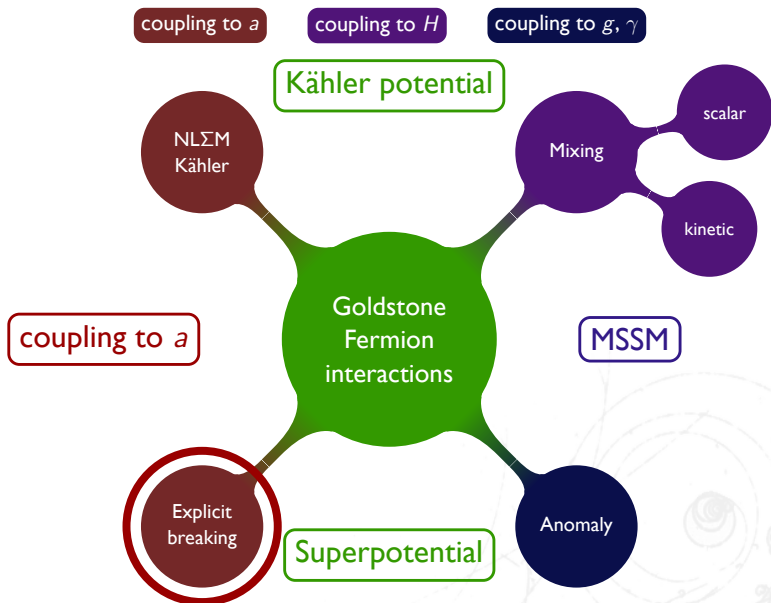 coupling to a
coupling to H
coupling to g, γ
Kähler potential
NLΣM
Kähler
Mixing
scalar
kinetic
Goldstone
Fermion
interactions
coupling to a
MSSM
Explicit
breaking
Superpotential
Anomaly